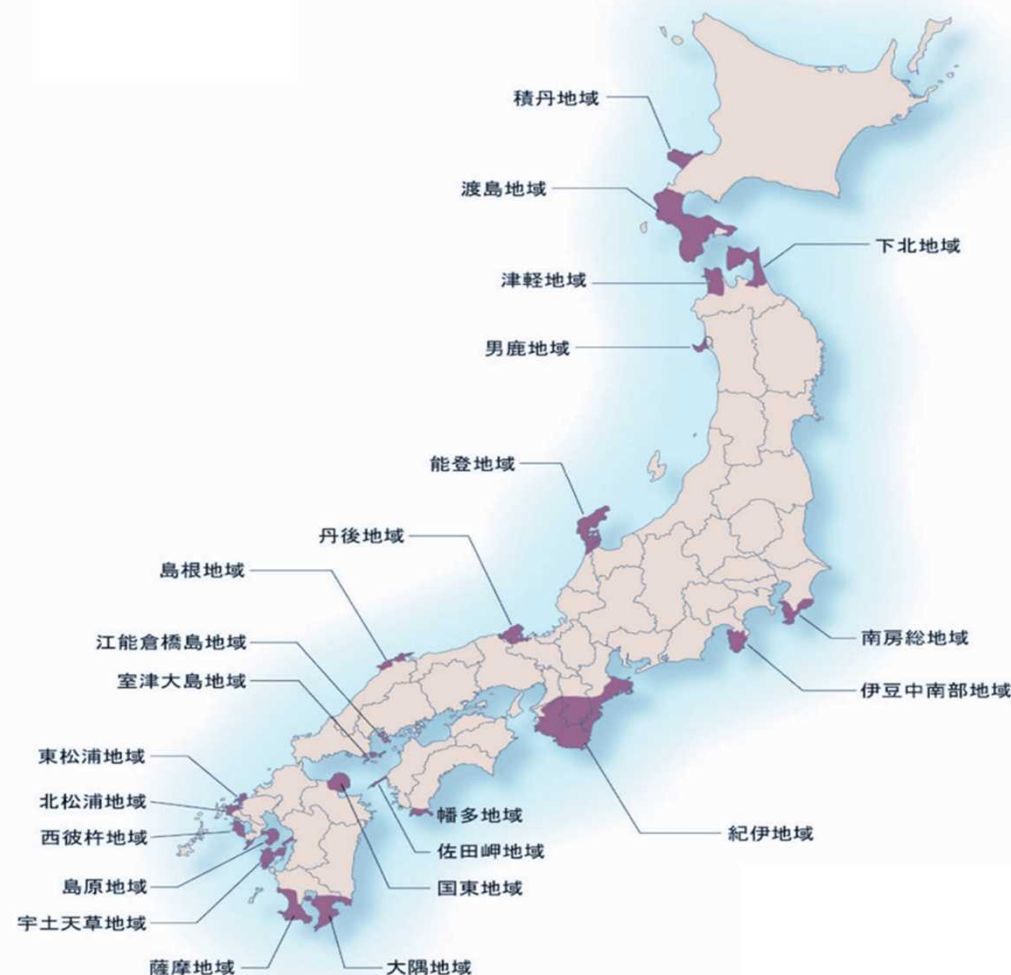 積丹地域
渡島地域
下北地域
津軽地域
男鹿地域
能登地域
丹後地域
島根地域
南房総地域
江能倉橋島地域
室津大島地域
伊豆中南部地域
東松浦地域
北松浦地域
幡多地域
紀伊地域
西彼杵地域
佐田岬地域
島原地域
国東地域
宇土天草地域
薩摩地域
大隅地域